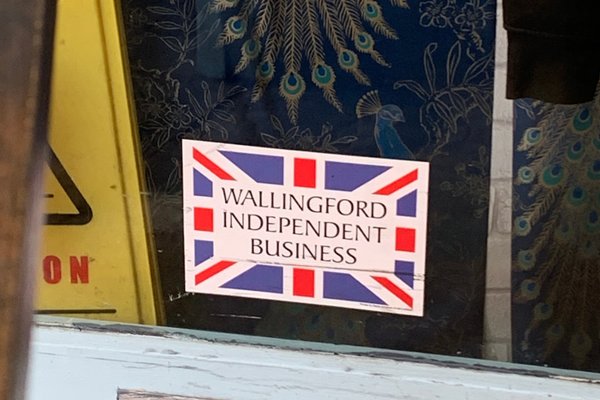 WALLINGFORD
INDEPENDENT
BUSINESS
ON